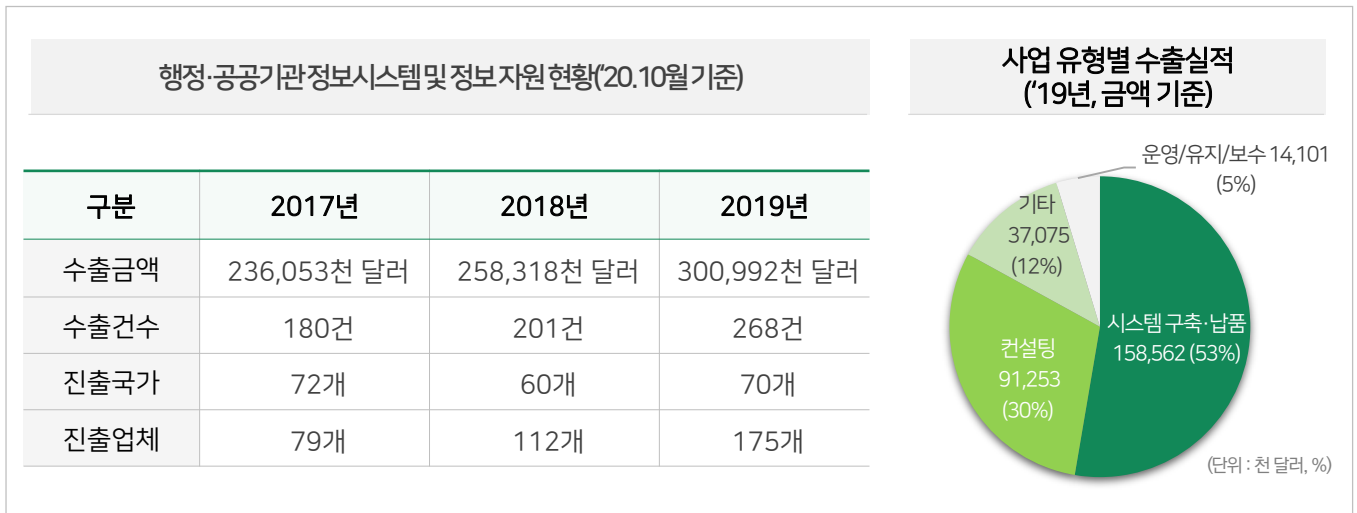 행정·공공기관 정보시스템 및 정보 자원 현황(‘20.10월 기준)
구분 2017년 2018년 2019년
수출금액 236,053천 달러 258,318천 달러 300,992천 달러
수출건수 180건 201건 268건
진출국가 72개 60개 70개
진출업체 79개 112개 175개
사업 유형별 수출실적
(‘19년, 금액 기준)
운영/유지/보수 14,101
(5%)
기타
37,075
(12%)
시스템 구축·납품
158,562 (53%)
컨설팅
91,253
(30%)
(단위 : 천 달러, %)